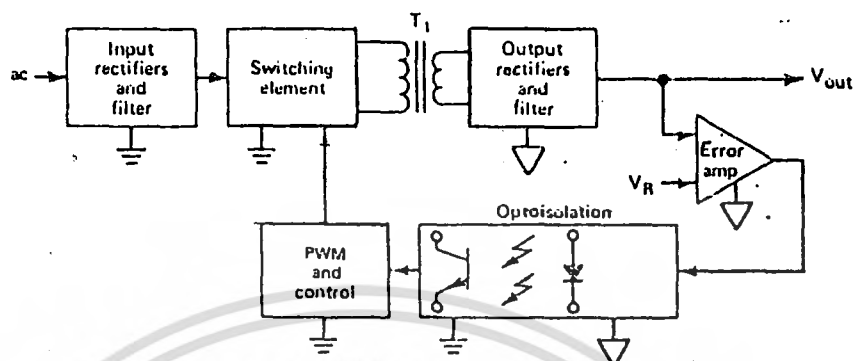 T1
Input
rectifiers
and
filter
Switching
element
Output
rectifiers
and
filter
ac
Vout
Error
amp
VR
Optoisolation
PWM
and
control